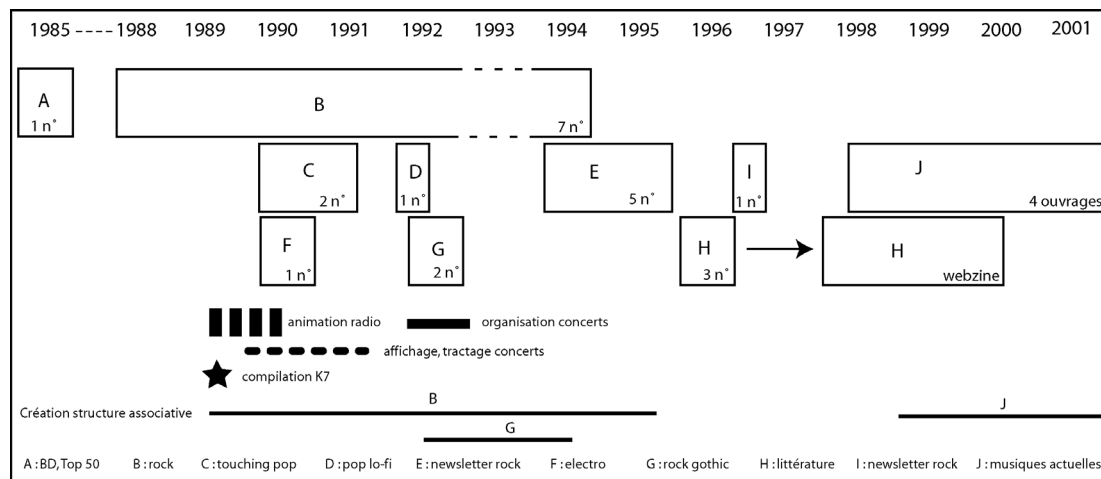 1985 ---- 1988 1989 1990 1991 1992 1993 1994 1995 1996 1997 1998 1999 2000 2001
A
1 n°
B
7 n°
C
2 n°
D
1 n°
E
5 n°
I
1 n°
J
4 ouvrages
F
1 n°
G
2 n°
H
3 n°
H
webzine
animation radio
organisation concerts
affichage, tractage concerts
compilation K7
Création structure associative
B
J
G
A : BD, Top 50 B : rock C : touching pop D : pop lo-fi E : newsletter rock F : electro G : rock gothic H : littérature I : newsletter rock J : musiques actuelles